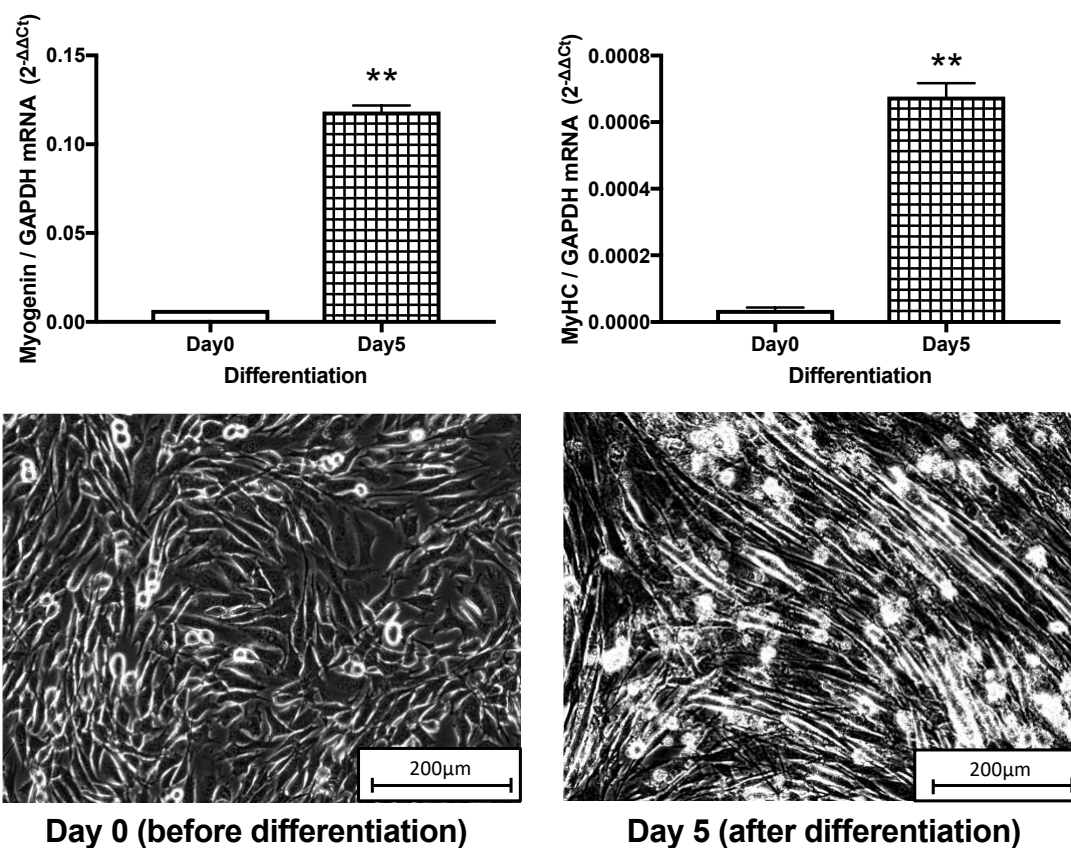 Myogenin / GAPDH mRNA (2-ΔΔCt)
0.15
0.10
0.05
0.00
**
Day0
Day5
Differentiation
MyHC / GAPDH mRNA (2-ΔΔCt)
0.0008
0.0006
0.0004
0.0002
0.0000
**
Day0
Day5
Differentiation
200μm
200μm
Day 0 (before differentiation)
Day 5 (after differentiation)